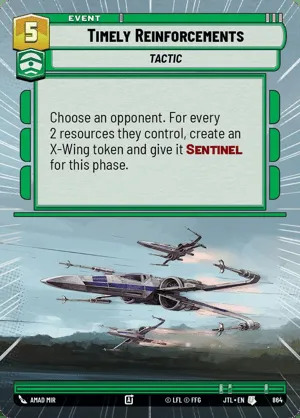 EVENT
5
TIMELY REINFORCEMENTS
TACTIC
Choose an opponent. For every
2 resources they control, create an
X-Wing token and give it SENTINEL
for this phase.
AMAD MIR
© LFL © FFG
JTL • EN
864